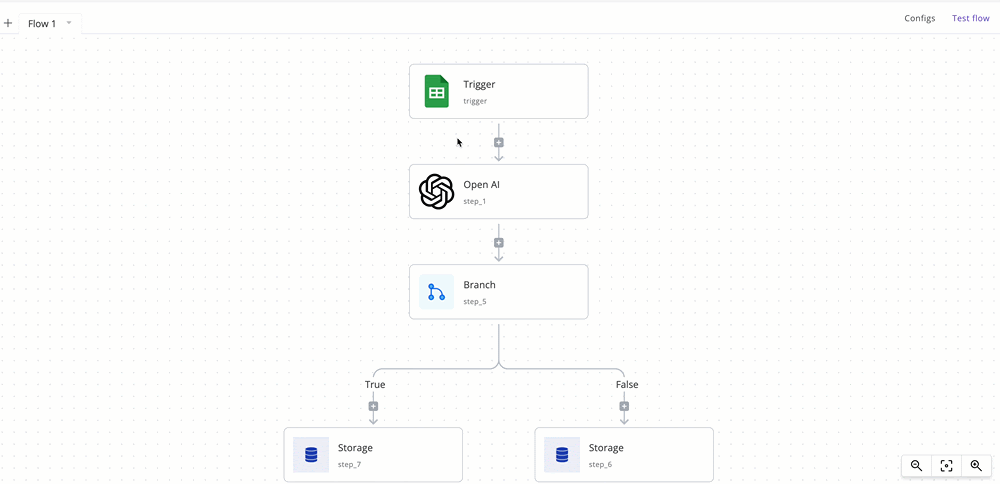 Flow 1
Configs
Test flow
Trigger
trigger
Open AI
step_1
Branch
step_5
True
False
Storage
step_7
Storage
step_6